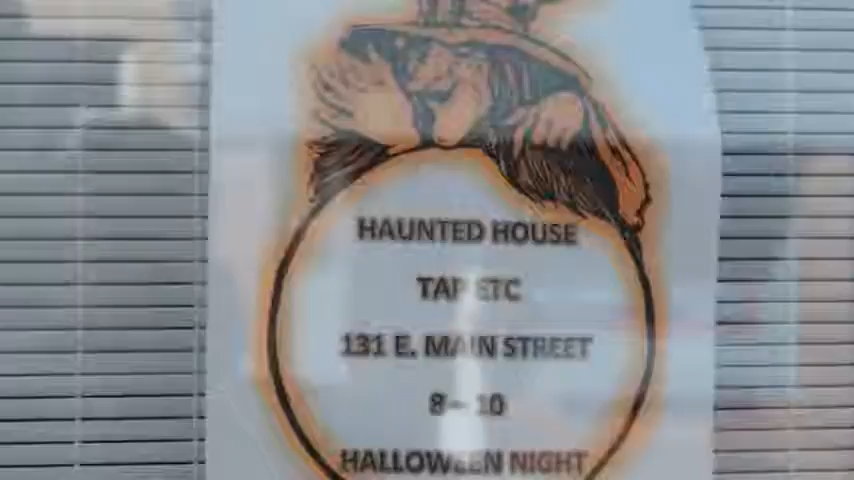 HAUNTED HOUSE
TAP ETC
131 E. MAIN STREET
8 – 10
HALLOWEEN NIGHT